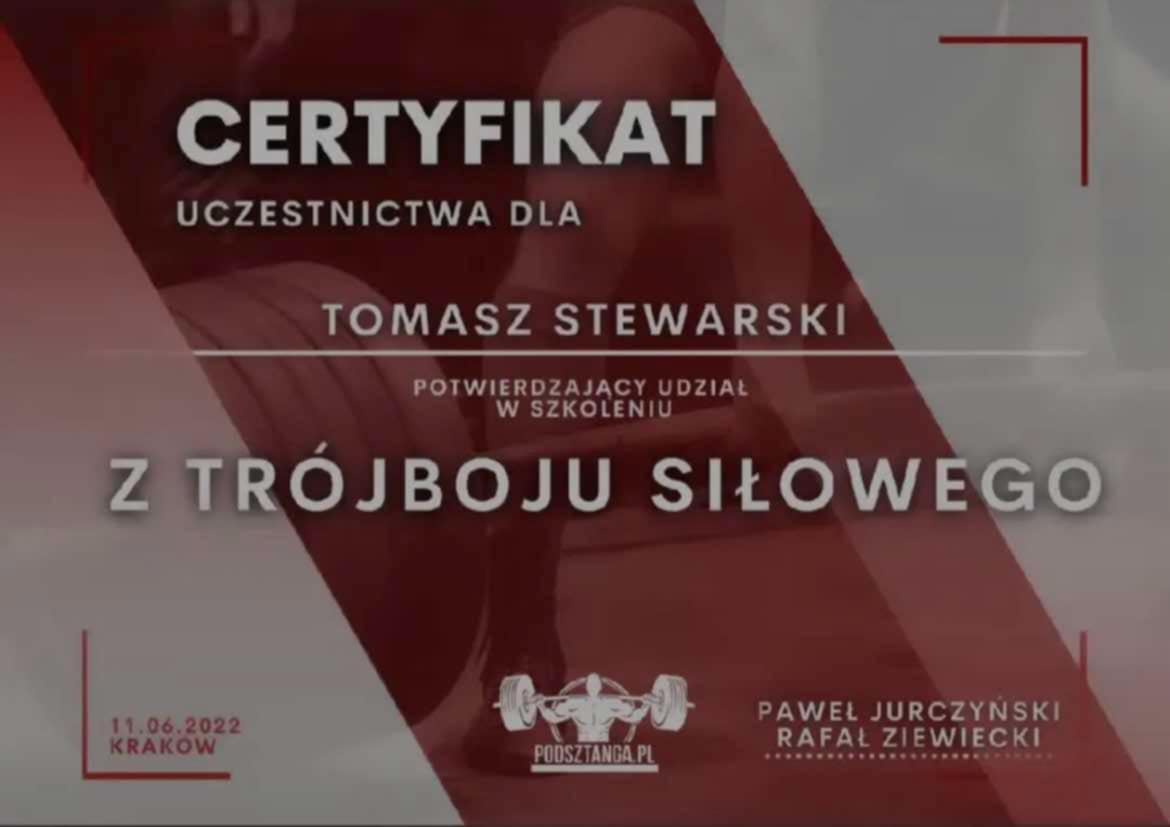 CERTYFIKAT
UCZESTNICTWA DLA
TOMASZ STEWARSKI
POTWIERDZAJĄCY UDZIAŁ
W SZKOLENIU
Z TRÓJBOJU SIŁOWEGO
11.06.2022
KRAKÓW
PODSZTANGA.PL
PAWEŁ JURCZYŃSKI
RAFAŁ ZIEWIECKI